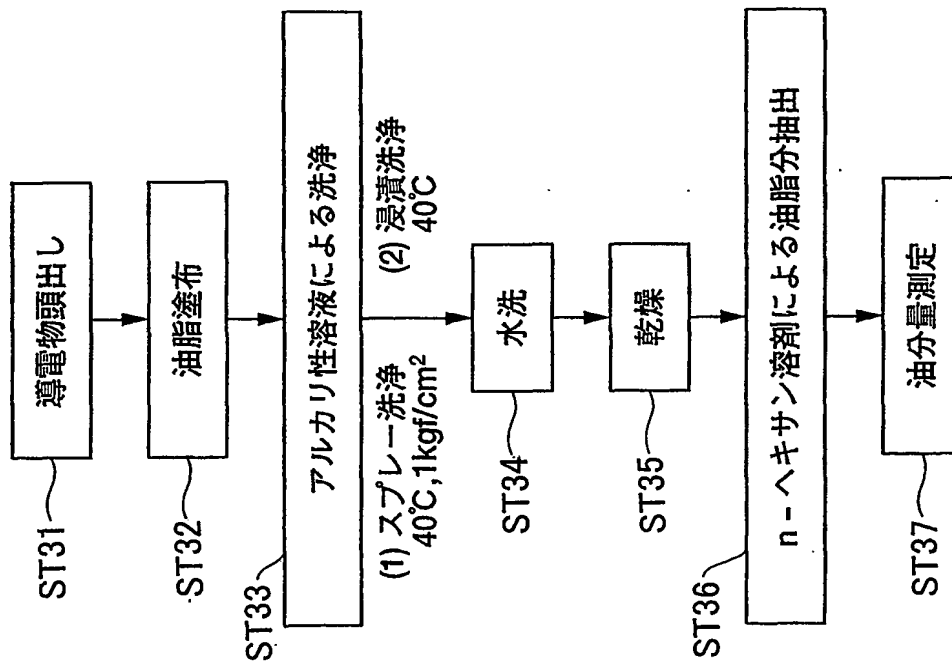 ST31
導電物頭出し
ST32
油脂塗布
ST33
アルカリ性溶液による洗浄
(1) スプレー洗浄
40℃,1kgf/cm²
(2) 浸漬洗浄
40℃
ST34
水洗
ST35
乾燥
ST36
n-ヘキサン溶剤による油脂分抽出
ST37
油分量測定